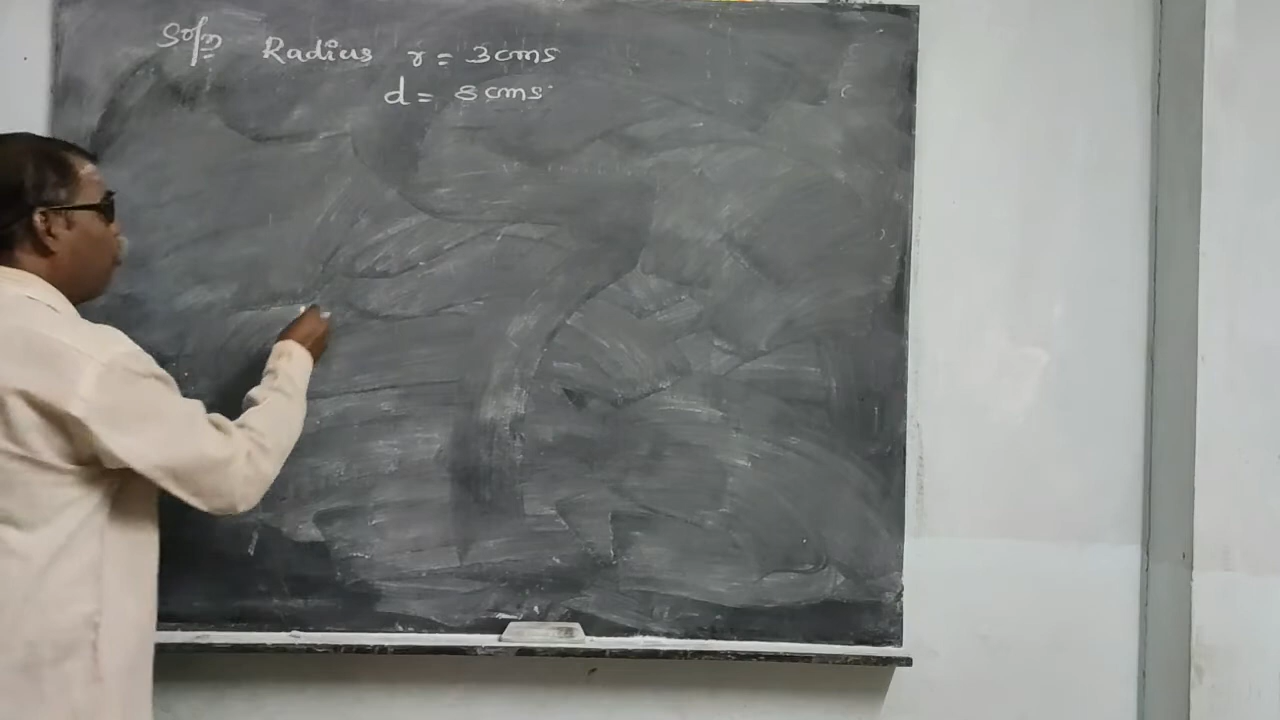 Soln Radius r = 3cms
d = 8cms.